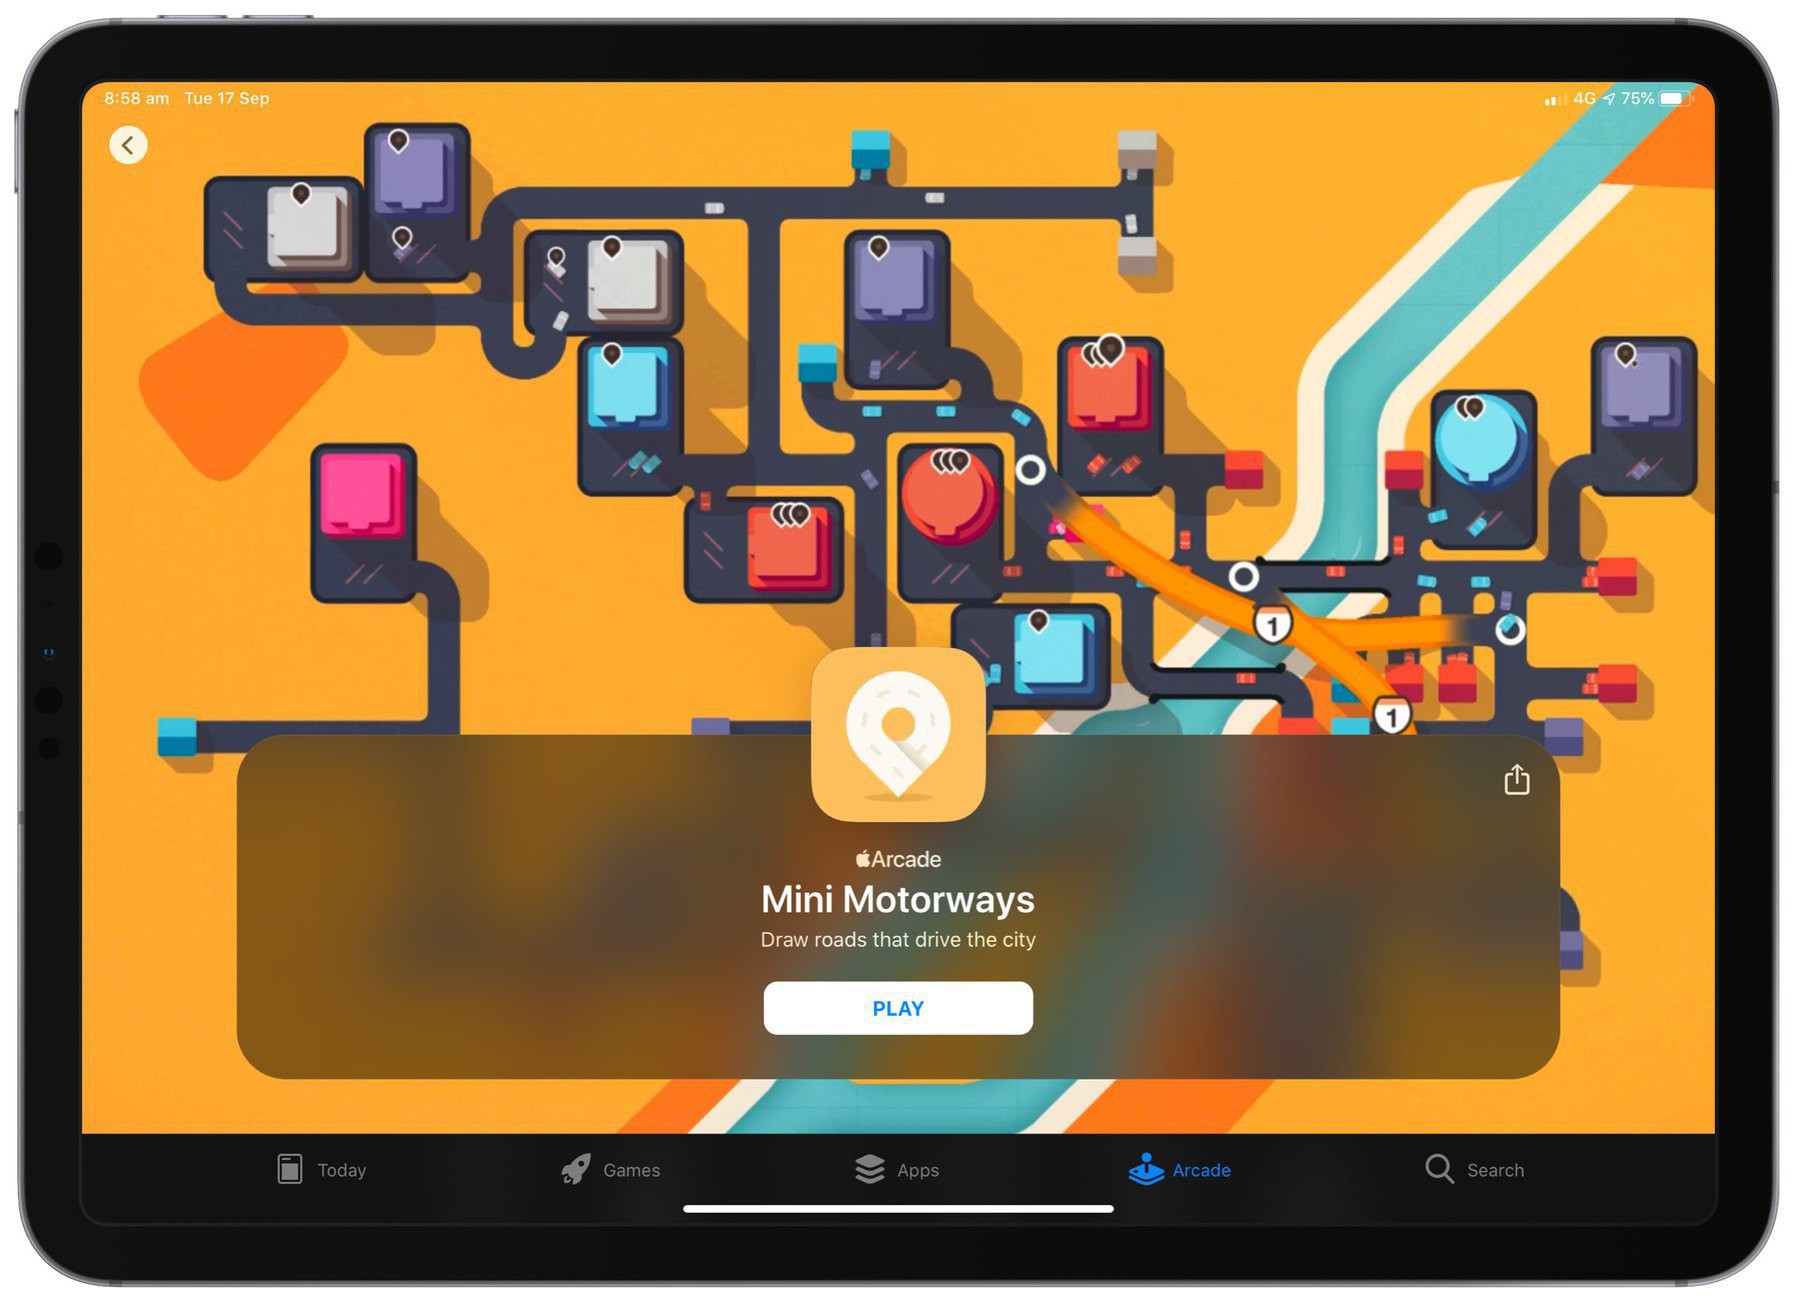 8:58 am Tue 17 Sep
4G 75%
1
1
Arcade
Mini Motorways
Draw roads that drive the city
PLAY
Today
Games
Apps
Arcade
Search